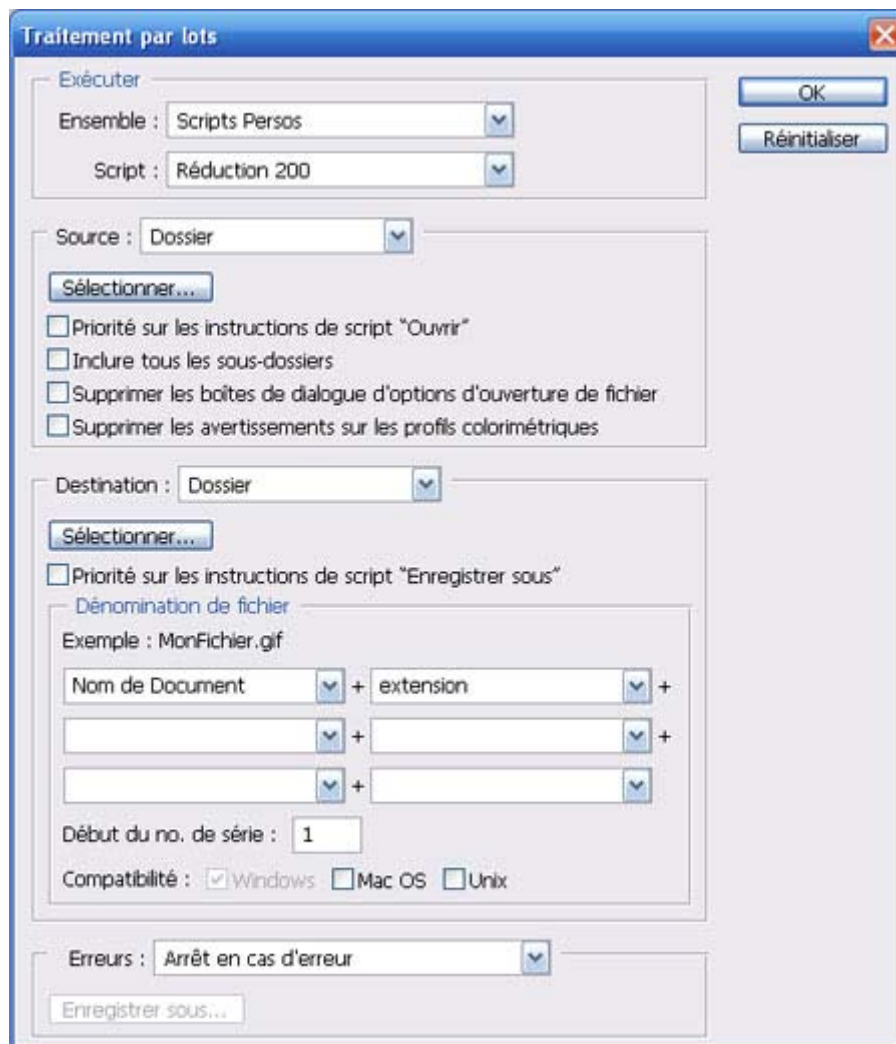 Traitement par lots
Exécuter
OK
Ensemble : Scripts Persos
Réinitialiser
Script : Réduction 200
Source : Dossier
Sélectionner...
Priorité sur les instructions de script "Ouvrir"
Inclure tous les sous-dossiers
Supprimer les boîtes de dialogue d'options d'ouverture de fichier
Supprimer les avertissements sur les profils colorimétriques
Destination : Dossier
Sélectionner...
Priorité sur les instructions de script "Enregistrer sous"
Dénomination de fichier
Exemple : MonFichier.gif
Nom de Document + extension +
+ +
+
Début du no. de série : 1
Compatibilité : Windows Mac OS Unix
Erreurs : Arrêt en cas d'erreur
Enregistrer sous...